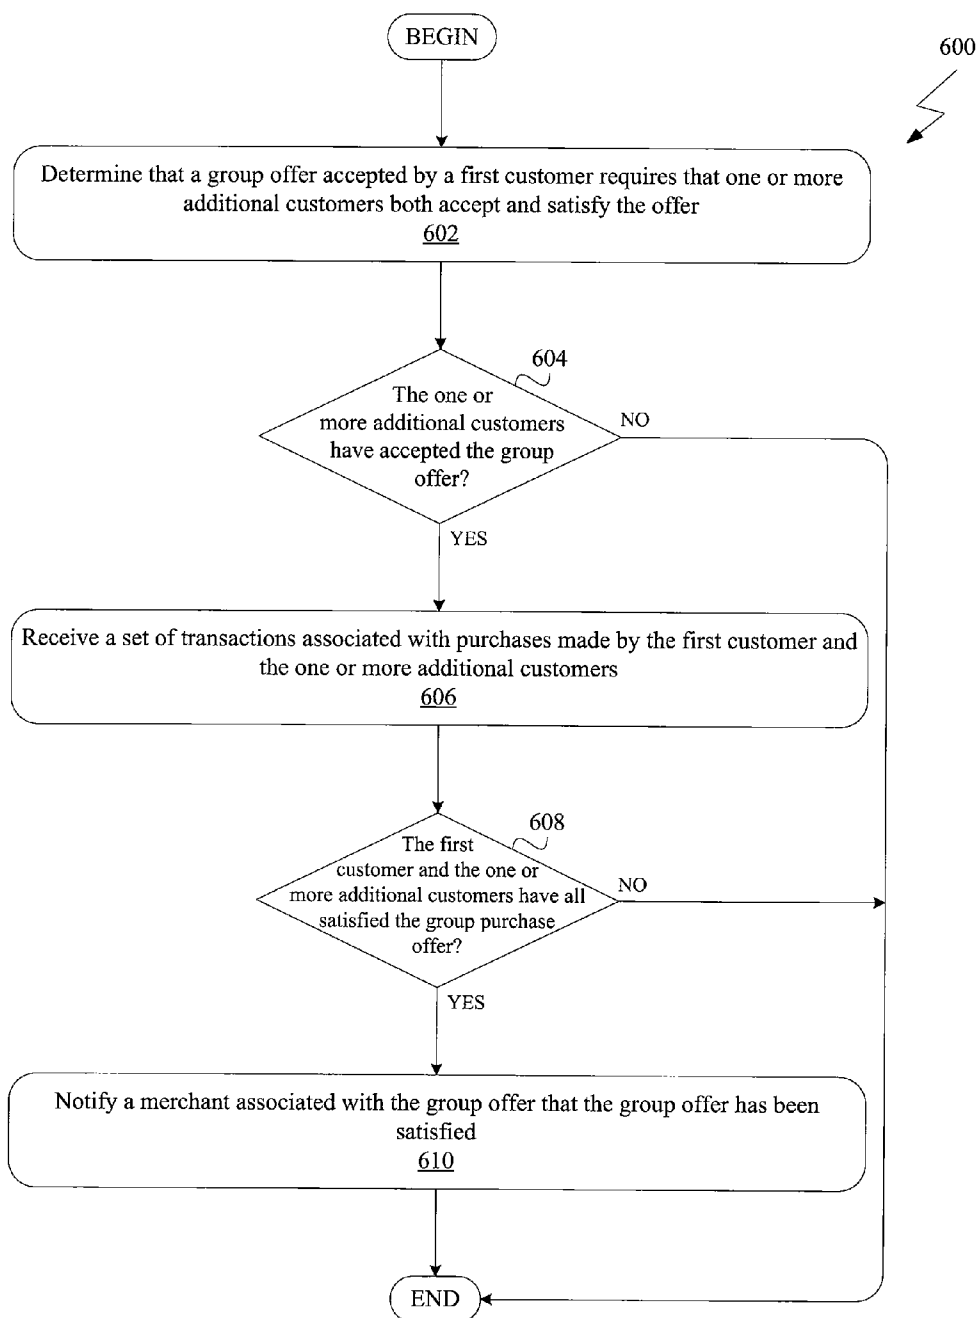 BEGIN
600
Determine that a group offer accepted by a first customer requires that one or more
additional customers both accept and satisfy the offer
602
604
The one or
more additional customers
have accepted the group
offer?
NO
YES
Receive a set of transactions associated with purchases made by the first customer and
the one or more additional customers
606
608
The first
customer and the one or
more additional customers have all
satisfied the group purchase
offer?
NO
YES
Notify a merchant associated with the group offer that the group offer has been
satisfied
610
END